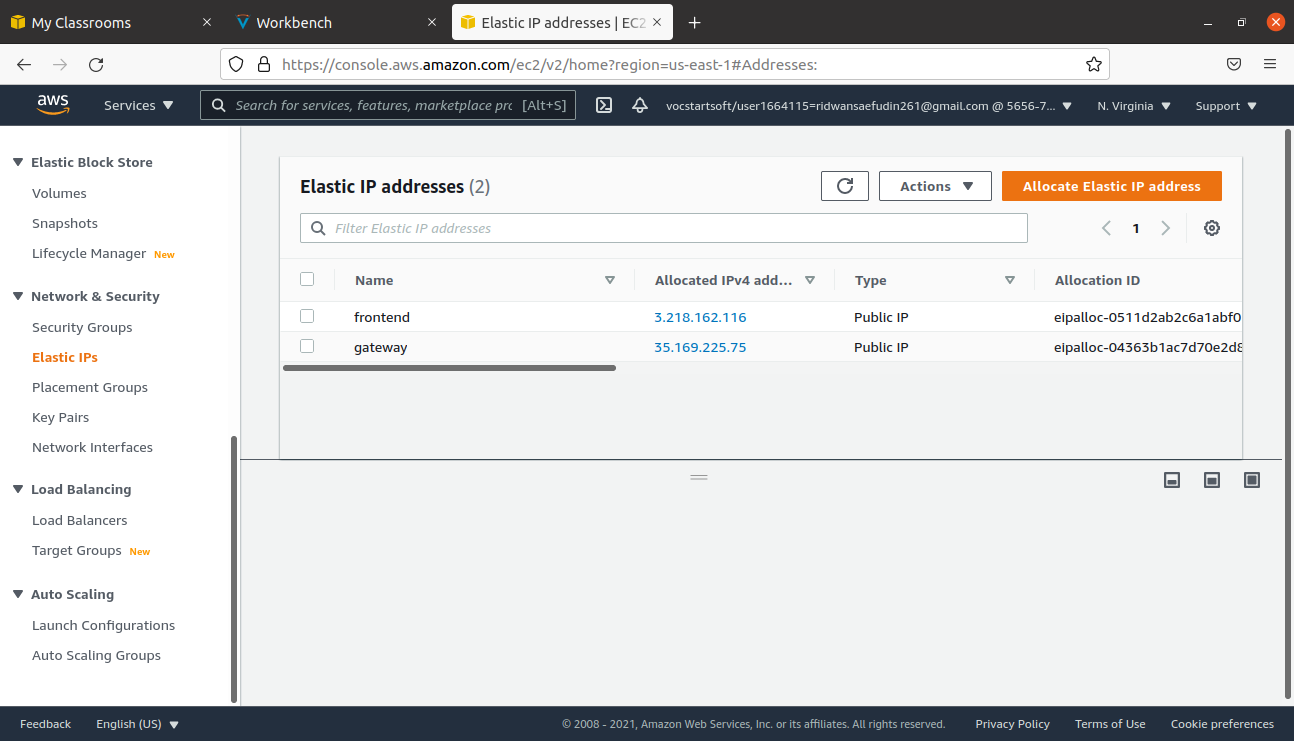 My Classrooms
Workbench
Elastic IP addresses | EC2
https://console.aws.amazon.com/ec2/v2/home?region=us-east-1#Addresses:
aws
Services
Search for services, features, marketplace prc [Alt+S]
vocstartsoft/user1664115=ridwansaefudin261@gmail.com @ 5656-7...
N. Virginia
Support
Elastic Block Store
Volumes
Snapshots
Lifecycle Manager New
Network & Security
Security Groups
Elastic IPs
Placement Groups
Key Pairs
Network Interfaces
Load Balancing
Load Balancers
Target Groups New
Auto Scaling
Launch Configurations
Auto Scaling Groups
Elastic IP addresses (2)
Actions
Allocate Elastic IP address
Filter Elastic IP addresses
1
Name Allocated IPv4 add... Type Allocation ID
frontend 3.218.162.116 Public IP eipalloc-0511d2ab2c6a1abf0
gateway 35.169.225.75 Public IP eipalloc-04363b1ac7d70e2d8
Feedback English (US) © 2008 - 2021, Amazon Web Services, Inc. or its affiliates. All rights reserved. Privacy Policy Terms of Use Cookie preferences